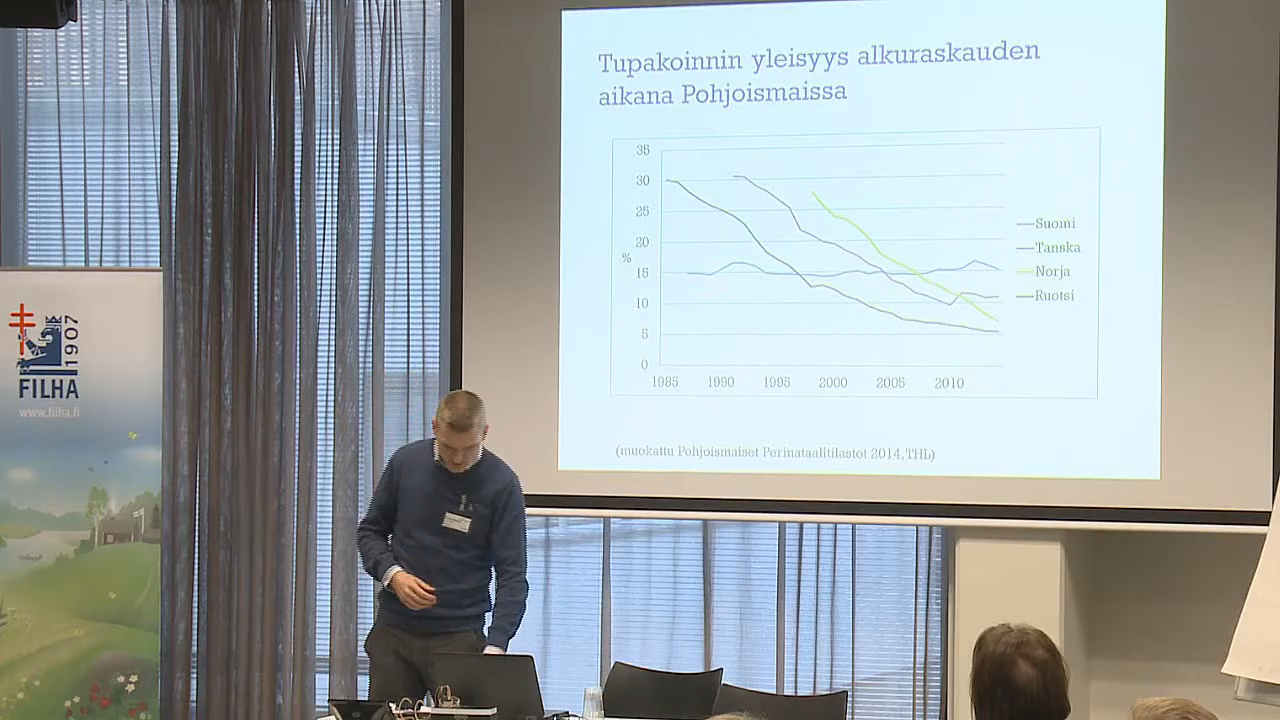 Tupakoinnin yleisyys alkuraskauden
aikana Pohjoismaissa
35
30
25
20
15
10
5
0
%
1985 1990 1995 2000 2005 2010
Suomi
Tanska
Norja
Ruotsi
(muokattu Pohjoismaiset Perinataalitilastot 2014, THL)
1907
FILHA
www.filha.fi